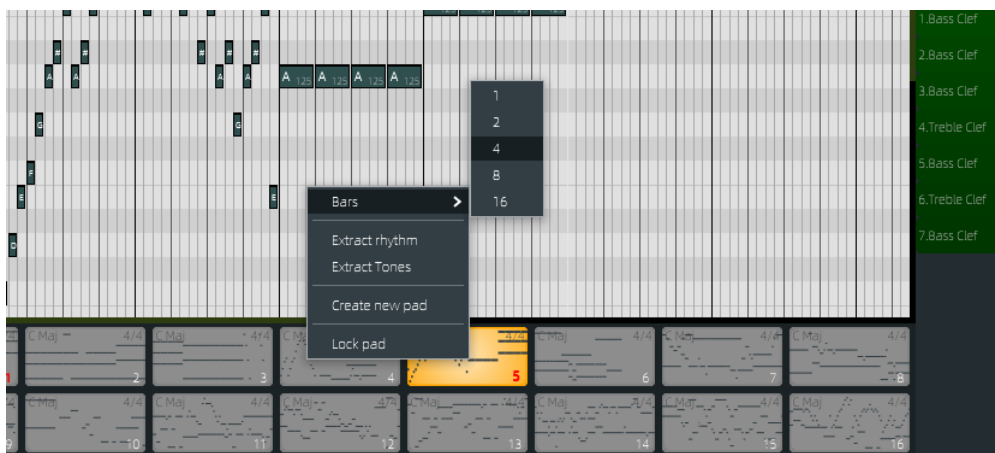 1.Bass Clef
# # # # #
2.Bass Clef
A A A A A 125 A 125 A 125 A 125
1
3.Bass Clef
2
G G
4.Treble Clef
4
F
8
5.Bass Clef
E E
Bars
16
6.Treble Clef
D
Extract rhythm
7.Bass Clef
Extract Tones
Create new pad
Lock pad
C Maj 4/4 2
C Maj 4/4 3
4
4/4 5
C Maj 4/4 6
C Maj 4/4 7
C Maj 4/4 8
9
C Maj 4/4 10
C Maj 4/4 11
C Maj 4/4 12
C Maj 4/4 13
C Maj 4/4 14
C Maj 4/4 15
C Maj 4/4 16